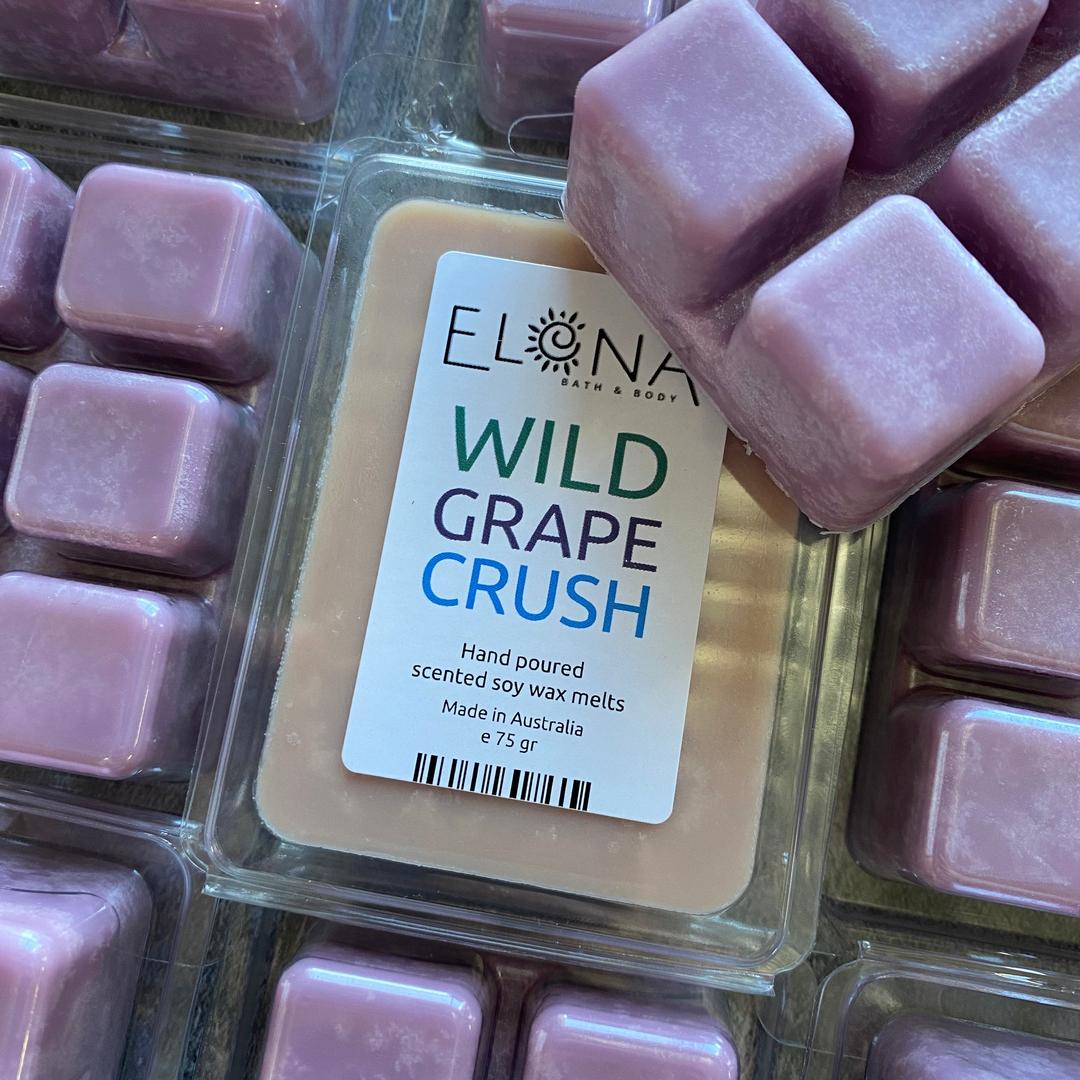 ELONA
BATH & BODY
WILD
GRAPE
CRUSH
Hand poured
scented soy wax melts
Made in Australia
e 75 gr